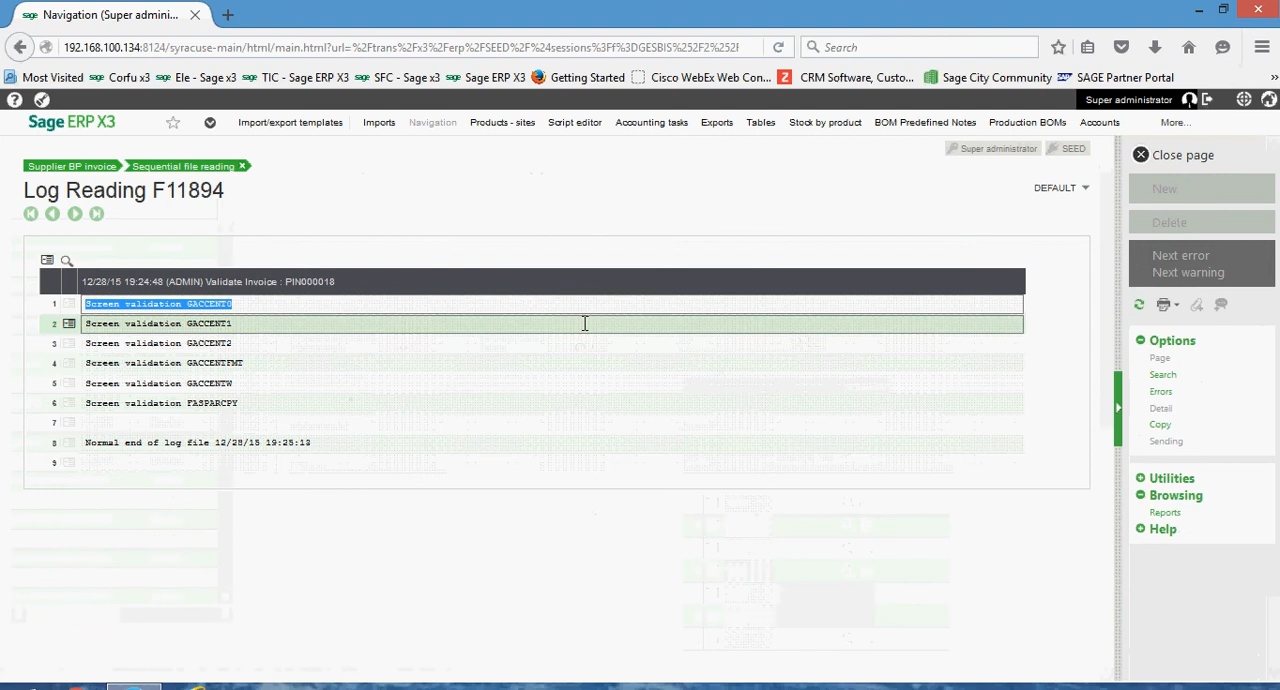 sage Navigation (Super admini...
192.168.100.134:8124/syracuse-main/html/main.html?url=%2Ftrans%2Fx3%2Ferp%2FSEED%2F%24sessions%3Ff%3DGESBIS%252F2%252F
Search
Most Visited sage Corfu x3 sage Ele - Sage x3 sage TIC - Sage ERP X3 sage SFC - Sage x3 sage Sage ERP X3 Getting Started Cisco WebEx Web Con... Z CRM Software, Custo... Sage City Community SAP SAGE Partner Portal »
Super administrator
Sage ERP X3 Import/export templates Imports Navigation Products - sites Script editor Accounting tasks Exports Tables Stock by product BOM Predefined Notes Production BOMs Accounts More...
Super administrator SEED
Supplier BP invoice Sequential file reading
Log Reading F11894
DEFAULT
12/28/15 19:24:48 (ADMIN) Validate Invoice : PIN000018
1 Screen validation GACCENT0
2 Screen validation GACCENT1
3 Screen validation GACCENT2
4 Screen validation GACCENTFMT
5 Screen validation GACCENTW
6 Screen validation FASPARCPY
7
8 Normal end of log file 12/28/15 19:25:13
9
Close page
New
Delete
Next error
Next warning
Options
Page
Search
Errors
Detail
Copy
Sending
Utilities
Browsing
Reports
Help